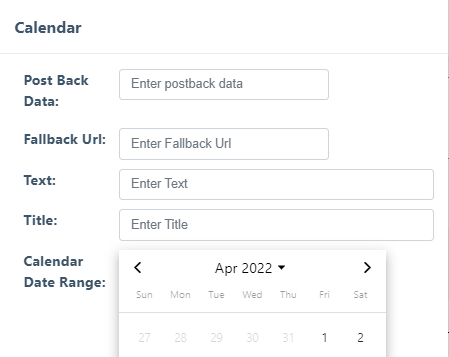 Calendar
Post Back Data:
Enter postback data
Fallback Url:
Enter Fallback Url
Text:
Enter Text
Title:
Enter Title
Calendar Date Range:
Apr 2022
Sun Mon Tue Wed Thu Fri Sat
27 28 29 30 31 1 2